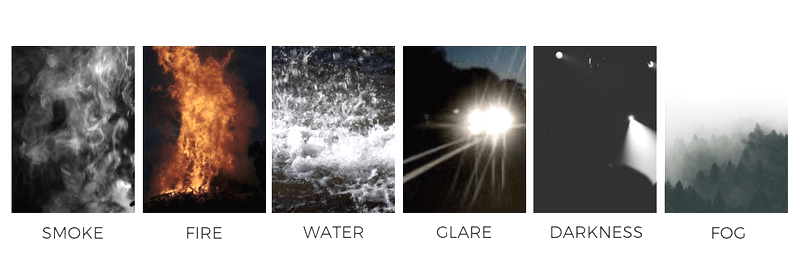 SMOKE
FIRE
WATER
GLARE
DARKNESS
FOG